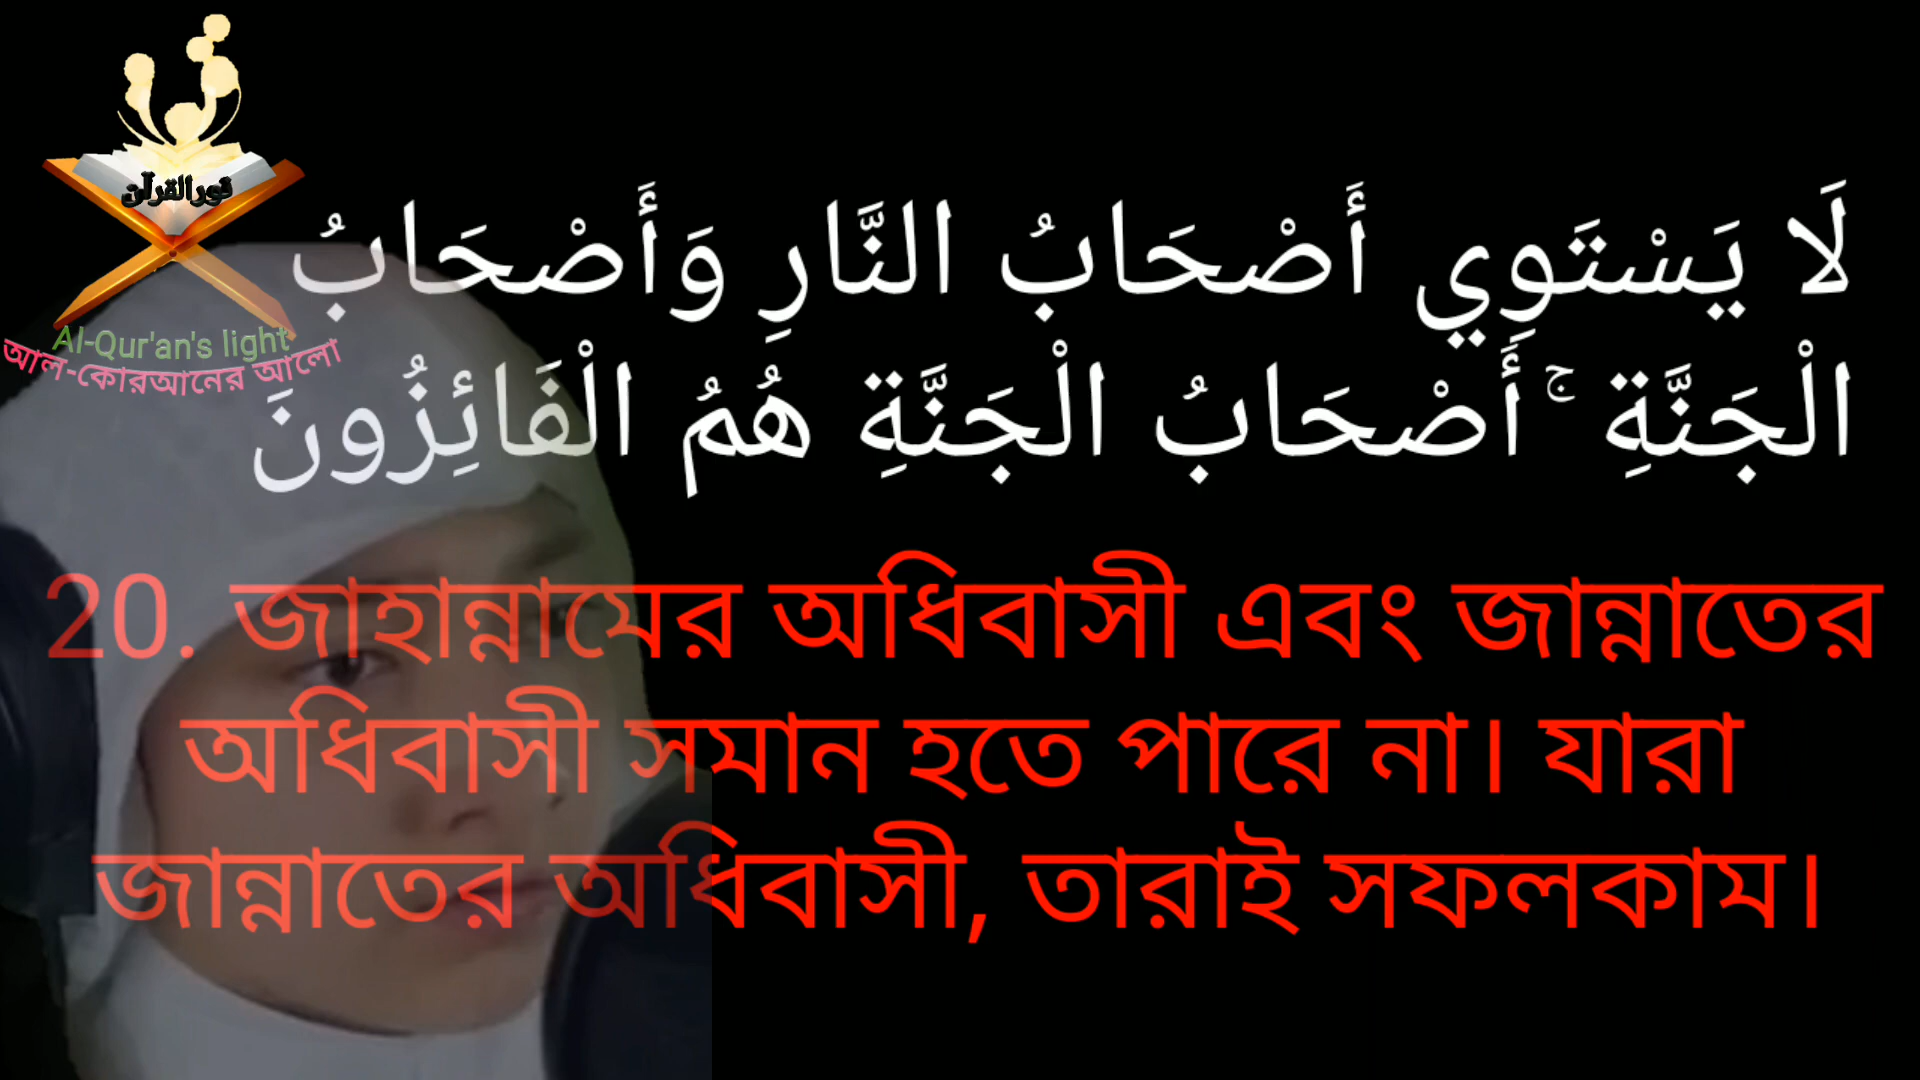 نورالقرآن
Al-Qur'an's light
আল-কোরআনের আলো
لَا يَسْتَوِي أَصْحَابُ النَّارِ وَأَصْحَابُ
الْجَنَّةِ ۚ أَصْحَابُ الْجَنَّةِ هُمُ الْفَائِزُونَ
20. জাহান্নামের অধিবাসী এবং জান্নাতের
অধিবাসী সমান হতে পারে না। যারা
জান্নাতের অধিবাসী, তারাই সফলকাম।